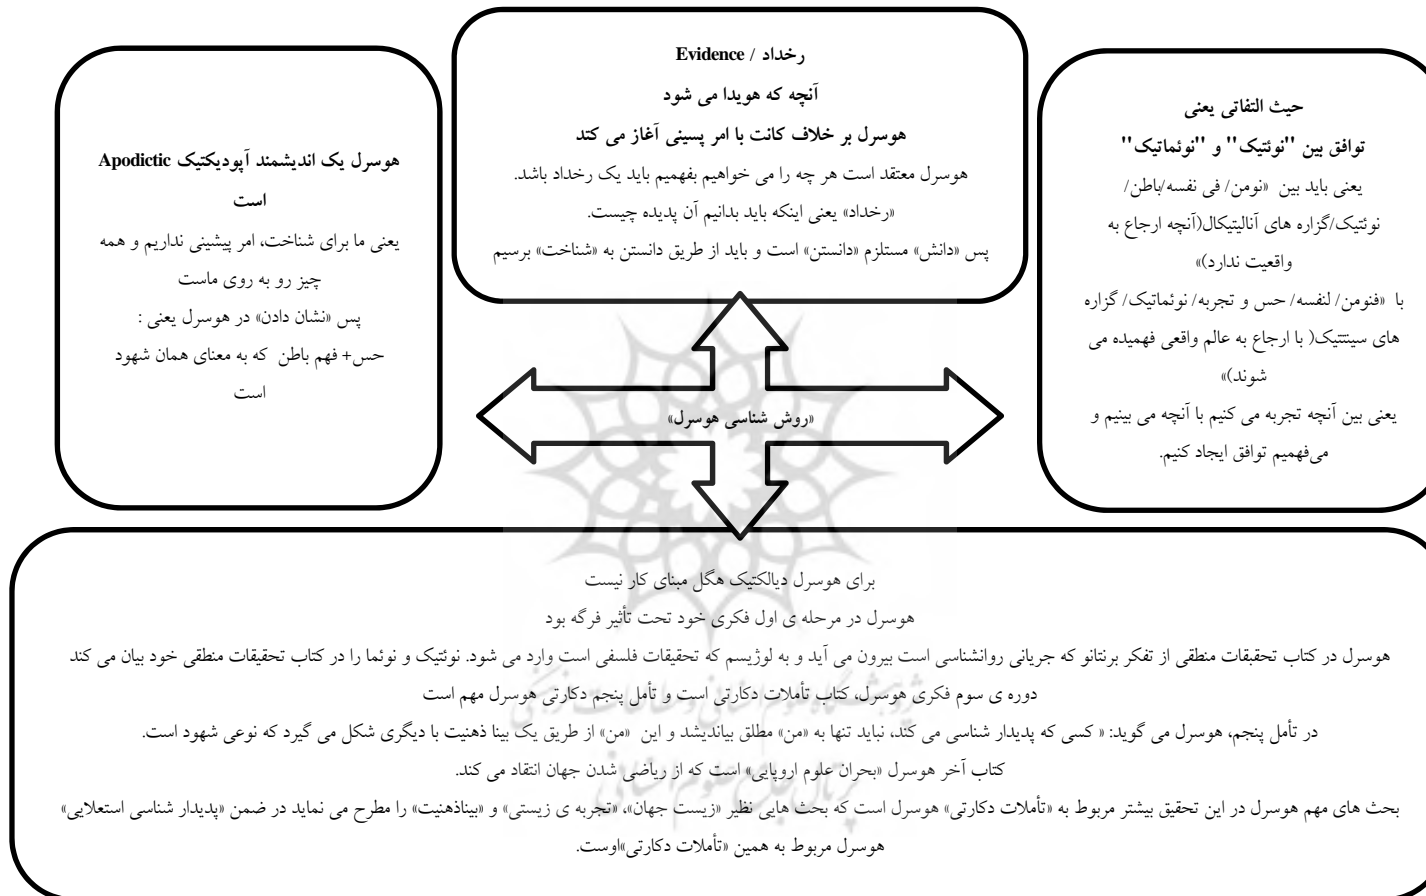 رخداد / Evidence
آنچه که هویدا می شود
هوسرل بر خلاف کانت با امر پسینی آغاز می کتد
هوسرل معتقد است هر چه را می خواهیم بفهمیم باید یک رخداد باشد.
«رخداد» یعنی اینکه باید بدانیم آن پدیده چیست.
پس «دانش» مستلزم «دانستن» است و باید از طریق دانستن به «شناخت» برسیم
حیث التفاتی یعنی
توافق بین "نوئتیک" و "نوئماتیک"
یعنی باید بین «نومن/ فی نفسه/باطن/
نوئتیک/گزاره های آنالیتیکال(آنچه ارجاع به
واقعیت ندارد)»
با «فنومن/ لنفسه/ حس و تجربه/ نوئماتیک/ گزاره
های سینتتیک( با ارجاع به عالم واقعی فهمیده می
شوند)»
یعنی بین آنچه تجربه می کنیم با آنچه می بینیم و
می‌فهمیم توافق ایجاد کنیم.
هوسرل یک اندیشمند آپودیکتیک Apodictic
است
یعنی ما برای شناخت، امر پیشینی نداریم و همه
چیز رو به روی ماست
پس «نشان دادن» در هوسرل یعنی :
حس+ فهم باطن که به معنای همان شهود
است
«روش شناسی هوسرل»
برای هوسرل دیالکتیک هگل مبنای کار نیست
هوسرل در مرحله ی اول فکری خود تحت تأثیر فرگه بود
هوسرل در کتاب تحقبقات منطقی از تفکر برنتانو که جریانی روانشناسی است بیرون می آید و به لوژیسم که تحقیقات فلسفی است وارد می شود. نوئتیک و نوئما را در کتاب تحقیقات منطقی خود بیان می کند
دوره ی سوم فکری هوسرل، کتاب تأملات دکارتی است و تأمل پنجم دکارتی هوسرل مهم است
در تأمل پنجم، هوسرل می گوید: « کسی که پدیدار شناسی می کند، نباید تنها به «من» مطلق بیاندیشد و این «من» از طریق یک بینا ذهنیت با دیگری شکل می گیرد که نوعی شهود است.
کتاب آخر هوسرل «بحران علوم اروپایی» است که از ریاضی شدن جهان انتقاد می کند.
بحث های مهم هوسرل در این تحقیق بیشتر مربوط به «تأملات دکارتی» هوسرل است که بحث هایی نظیر «زیست جهان»، «تجربه ی زیستی» و «بیناذهنیت» را مطرح می نماید در ضمن «پدیدار شناسی استعلایی»
هوسرل مربوط به همین «تأملات دکارتی»اوست.
پژوهشگاه علوم انسانی و مطالعات فرهنگی
پرتال جامع علوم انسانی